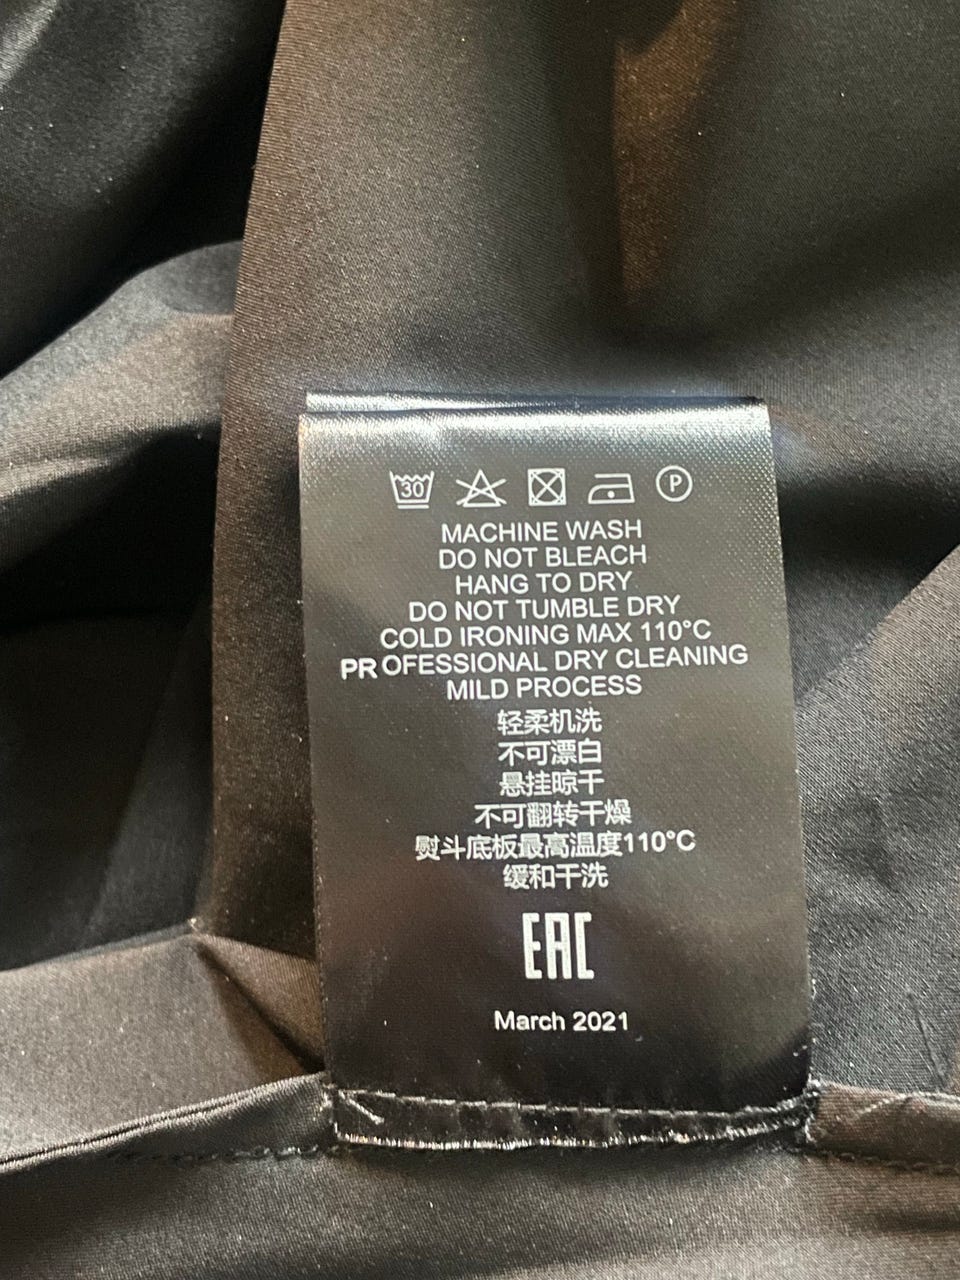 30 P
MACHINE WASH
DO NOT BLEACH
HANG TO DRY
DO NOT TUMBLE DRY
COLD IRONING MAX 110°C
PROFESSIONAL DRY CLEANING
MILD PROCESS
轻柔机洗
不可漂白
悬挂晾干
不可翻转干燥
熨斗底板最高温度110°C
缓和干洗
EAC
March 2021